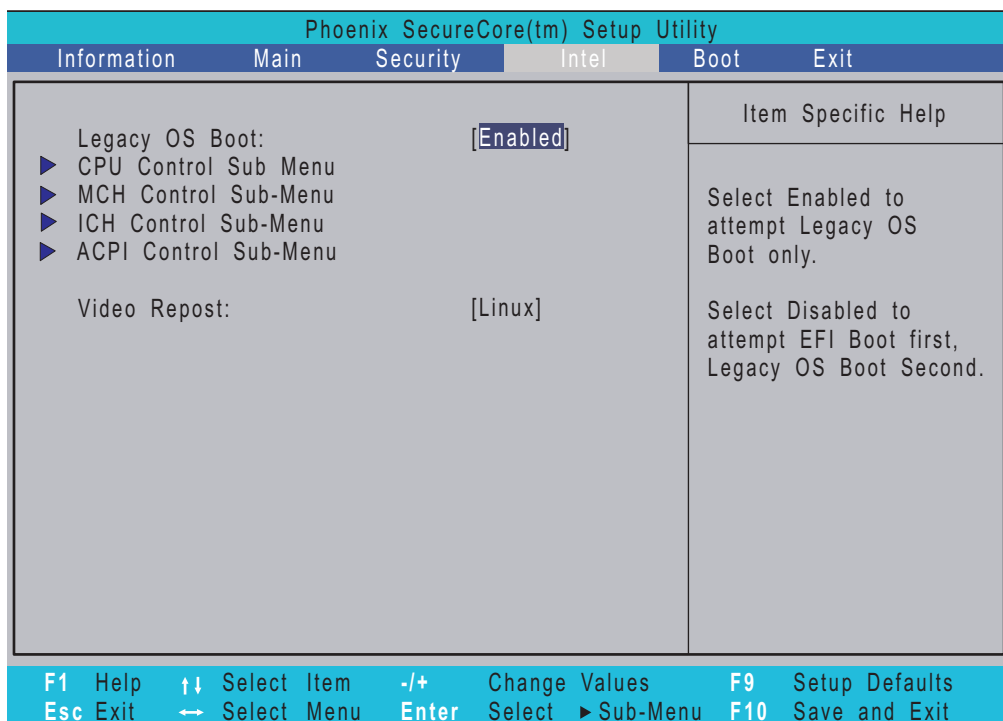 Phoenix SecureCore(tm) Setup Utility
Information Main Security Intel Boot Exit
Legacy OS Boot: [Enabled]
CPU Control Sub Menu
MCH Control Sub-Menu
ICH Control Sub-Menu
ACPI Control Sub-Menu
Video Repost: [Linux]
Item Specific Help
Select Enabled to
attempt Legacy OS
Boot only.
Select Disabled to
attempt EFI Boot first,
Legacy OS Boot Second.
F1 Help ↑↓ Select Item -/+ Change Values F9 Setup Defaults
Esc Exit ↔ Select Menu Enter Select ▶Sub-Menu F10 Save and Exit